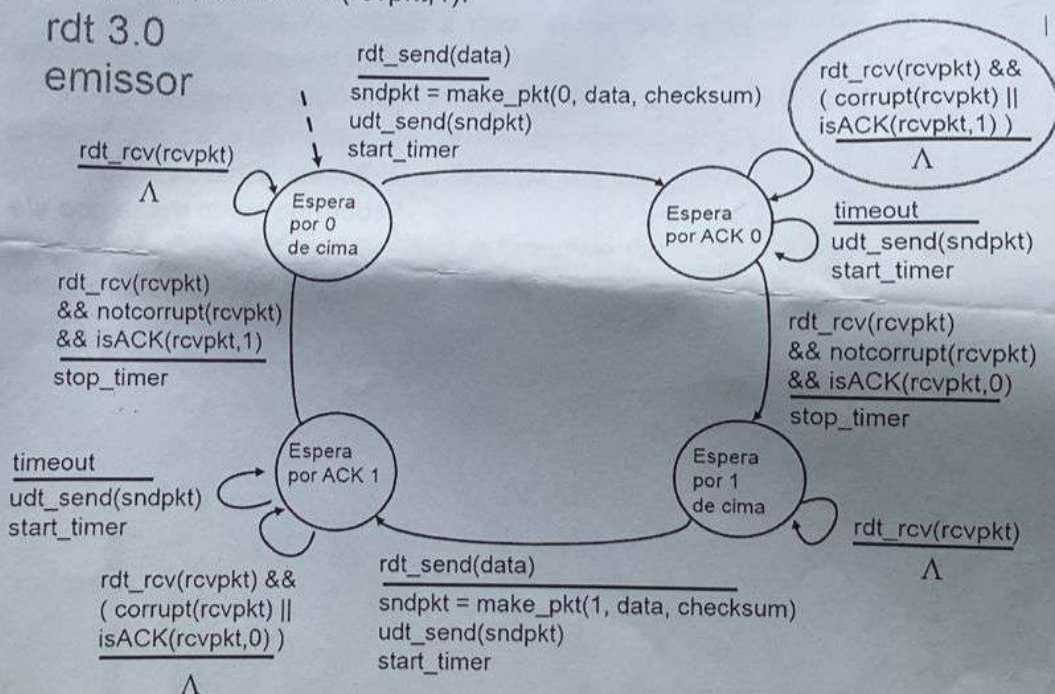 rdt 3.0
emissor
rdt_send(data)
sndpkt = make_pkt(0, data, checksum)
udt_send(sndpkt)
start_timer
rdt_rcv(rcvpkt) &&
( corrupt(rcvpkt) ||
isACK(rcvpkt,1) )
Λ
rdt_rcv(rcvpkt)
Λ
Espera
por 0
de cima
Espera
por ACK 0
timeout
udt_send(sndpkt)
start_timer
rdt_rcv(rcvpkt)
&& notcorrupt(rcvpkt)
&& isACK(rcvpkt,1)
stop_timer
rdt_rcv(rcvpkt)
&& notcorrupt(rcvpkt)
&& isACK(rcvpkt,0)
stop_timer
timeout
udt_send(sndpkt)
start_timer
Espera
por ACK 1
Espera
por 1
de cima
rdt_rcv(rcvpkt)
Λ
rdt_rcv(rcvpkt) &&
( corrupt(rcvpkt) ||
isACK(rcvpkt,0) )
Λ
rdt_send(data)
sndpkt = make_pkt(1, data, checksum)
udt_send(sndpkt)
start_timer